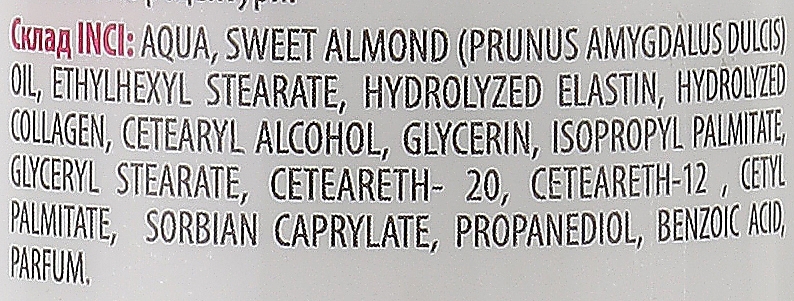 Склад INCI: AQUA, SWEET ALMOND (PRUNUS AMYGDALUS DULCIS)
OIL, ETHYLHEXYL STEARATE, HYDROLYZED ELASTIN, HYDROLYZED
COLLAGEN, CETEARYL ALCOHOL, GLYCERIN, ISOPROPYL PALMITATE,
GLYCERYL STEARATE, CETEARETH- 20, CETEARETH-12 , CETYL
PALMITATE, SORBIAN CAPRYLATE, PROPANEDIOL, BENZOIC ACID,
PARFUM.